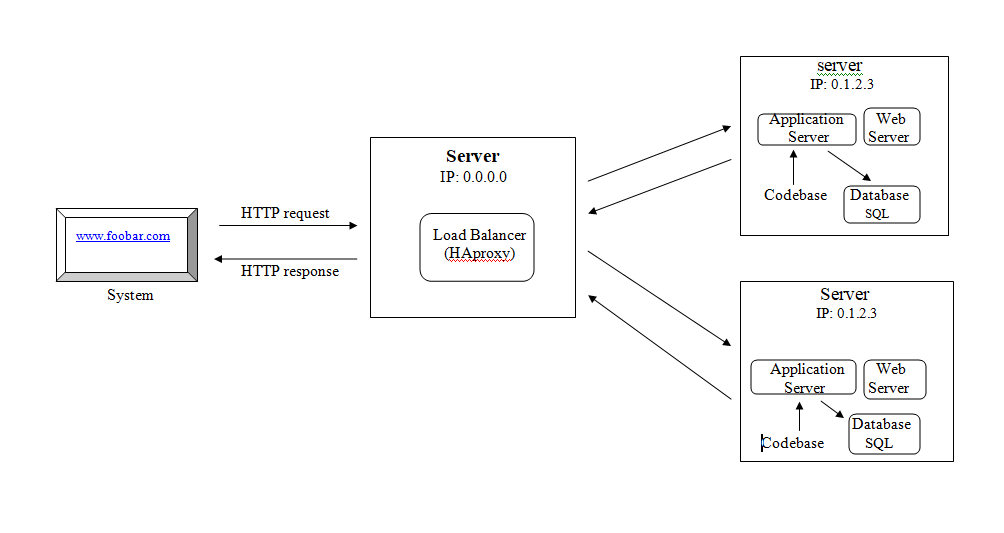 www.foobar.com
System
HTTP request
HTTP response
Server
IP: 0.0.0.0
Load Balancer
(HAproxy)
server
IP: 0.1.2.3
Application
Server
Web
Server
Codebase
Database
SQL
Server
IP: 0.1.2.3
Application
Server
Web
Server
Codebase
Database
SQL